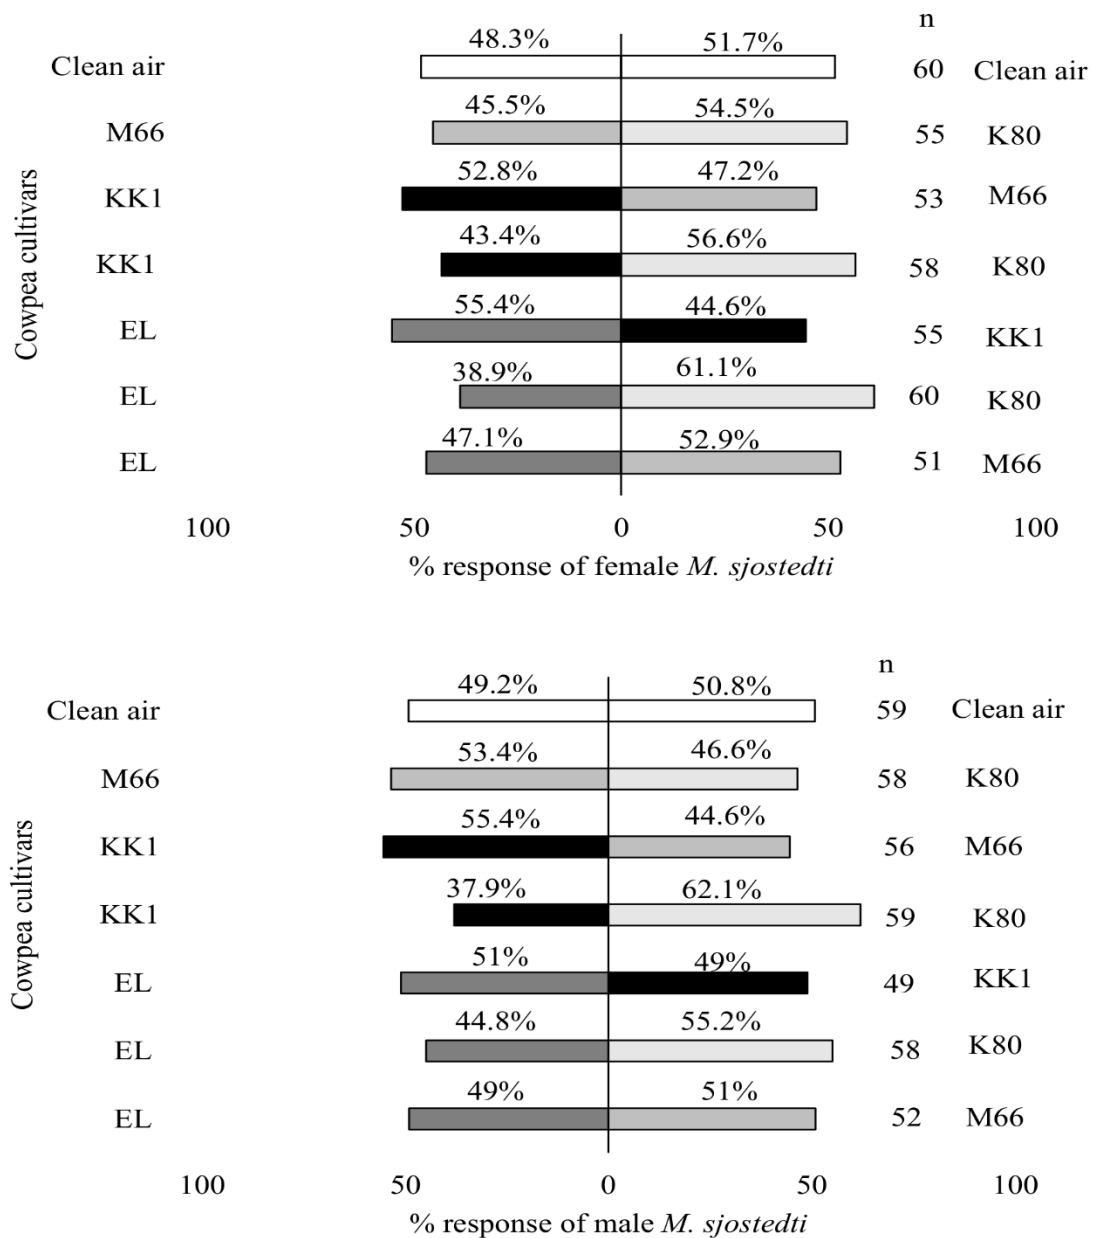 n
48.3% 51.7%
Clean air 60 Clean air
45.5% 54.5%
M66 55 K80
52.8% 47.2%
KK1 53 M66
43.4% 56.6%
KK1 58 K80
55.4% 44.6%
EL 55 KK1
38.9% 61.1%
EL 60 K80
47.1% 52.9%
EL 51 M66
Cowpea cultivars
100 50 0 50 100
% response of female M. sjostedti
n
49.2% 50.8%
Clean air 59 Clean air
53.4% 46.6%
M66 58 K80
55.4% 44.6%
KK1 56 M66
37.9% 62.1%
KK1 59 K80
51% 49%
EL 49 KK1
44.8% 55.2%
EL 58 K80
49% 51%
EL 52 M66
Cowpea cultivars
100 50 0 50 100
% response of male M. sjostedti